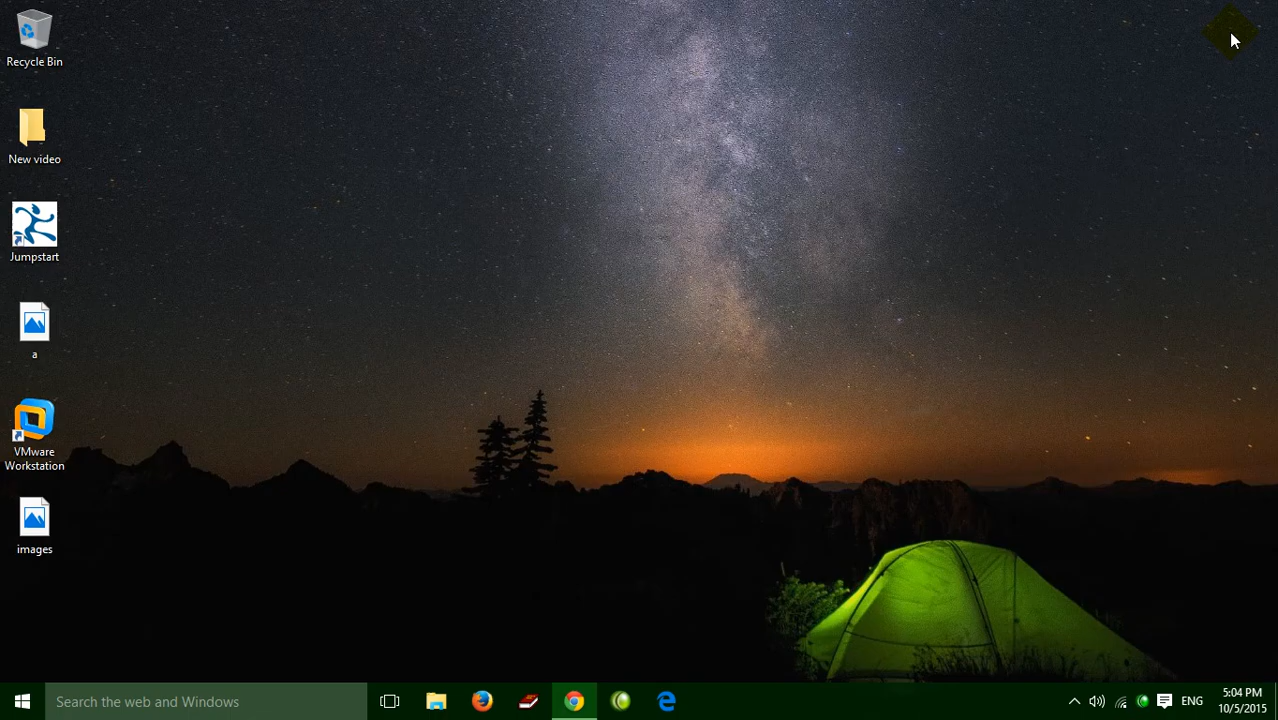 Recycle Bin
New video
Jumpstart
a
VMware
Workstation
images
Search the web and Windows
ENG
5:04 PM
10/5/2015